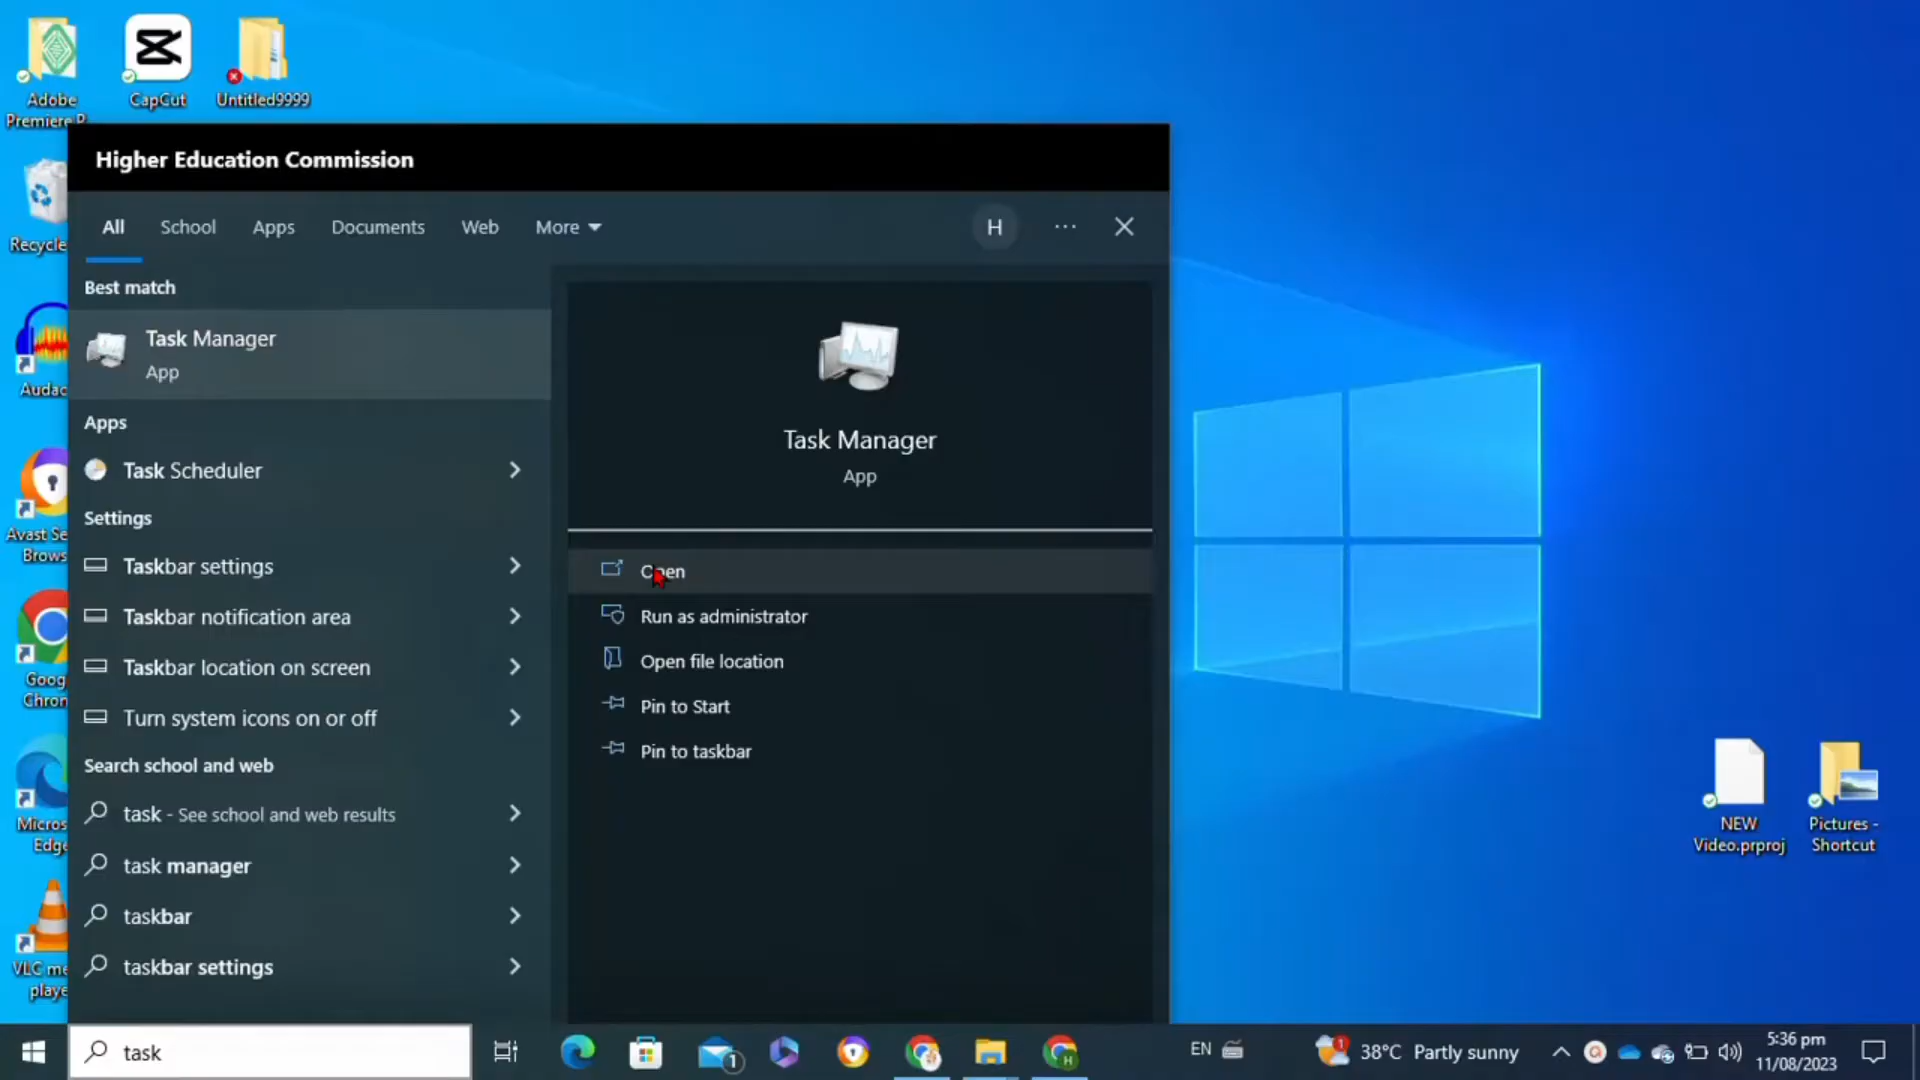 Adobe
Premiere P
CapCut
Untitled9999
Recycle
Audac
Avast Se
Brows
Goog
Chron
Micros
Edge
VLC me
playe
Higher Education Commission
All School Apps Documents Web More H
Best match
Task Manager
App
Apps
Task Scheduler
Settings
Taskbar settings
Taskbar notification area
Taskbar location on screen
Turn system icons on or off
Search school and web
task - See school and web results
task manager
taskbar
taskbar settings
Task Manager
App
Open
Run as administrator
Open file location
Pin to Start
Pin to taskbar
NEW
Video.prproj
Pictures -
Shortcut
task
1
H
EN
1
38°C Partly sunny
5:36 pm
11/08/2023